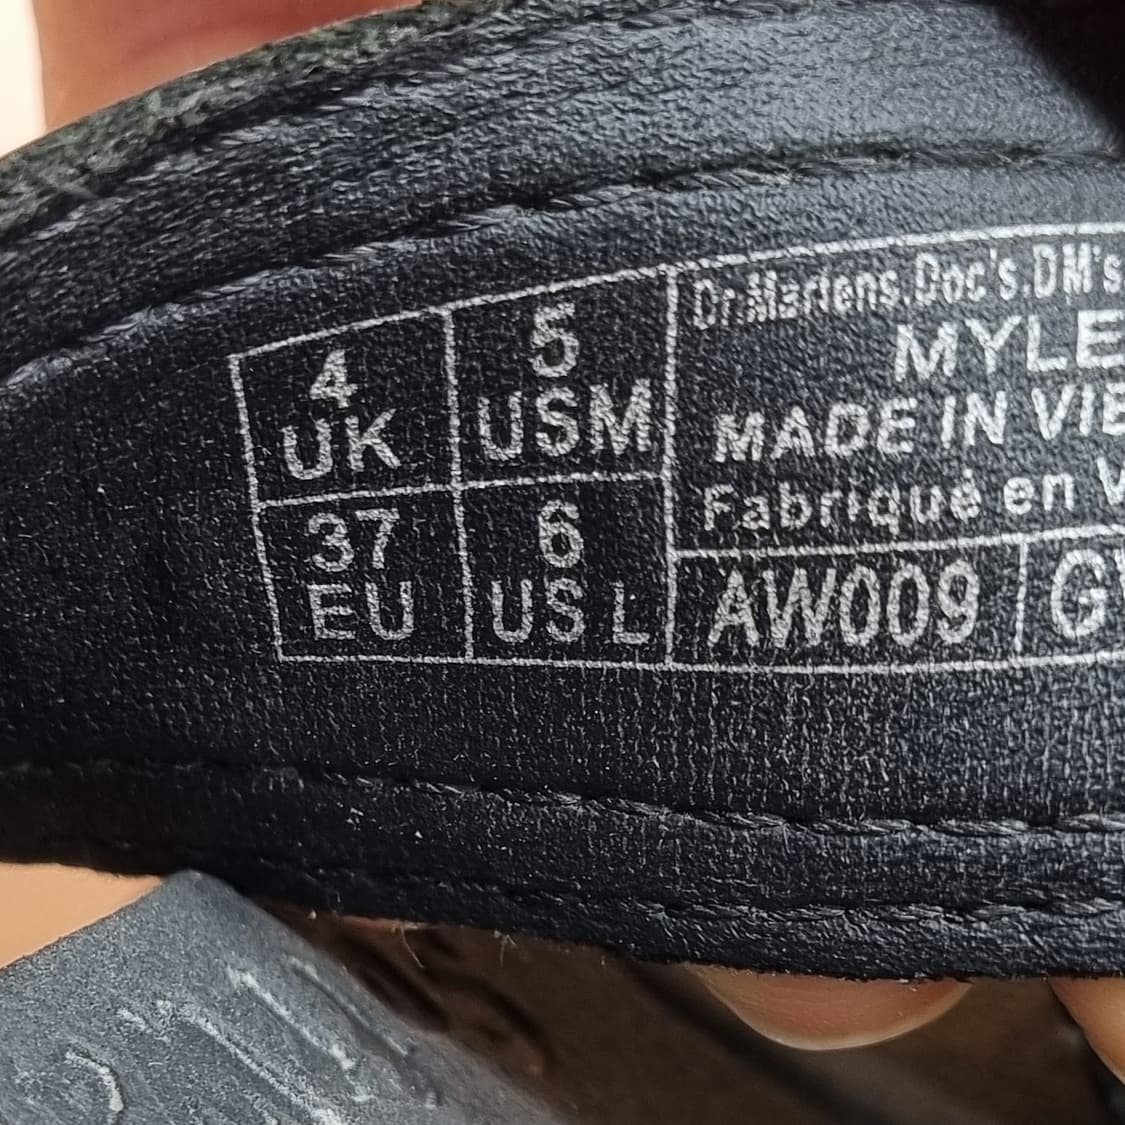 4
UK
5
USM
37
EU
6
US L
Dr.Martens.Doc's.DM's
MYLE
MADE IN VIE
Fabriqué en V
AW009